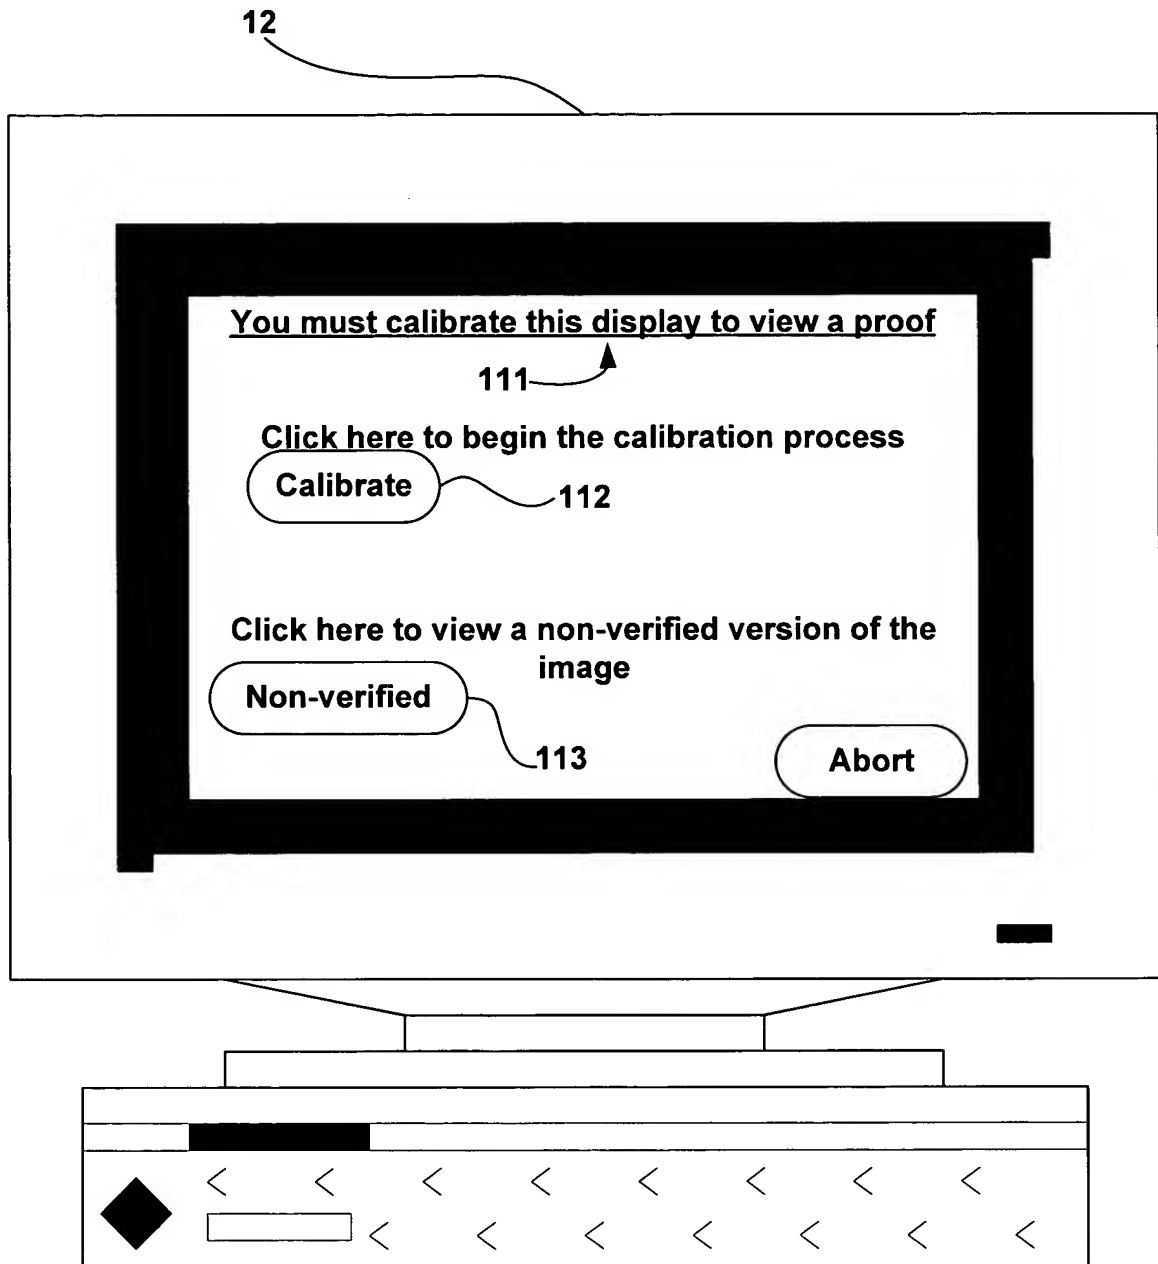 12
You must calibrate this display to view a proof
111
Click here to begin the calibration process
Calibrate
112
Click here to view a non-verified version of the
image
Non-verified
113
Abort